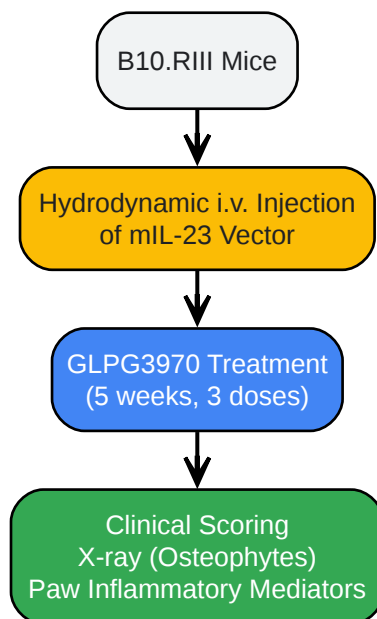 B10.RIII Mice
Hydrodynamic i.v. Injection
of mIL-23 Vector
GLPG3970 Treatment
(5 weeks, 3 doses)
Clinical Scoring
X-ray (Osteophytes)
Paw Inflammatory Mediators